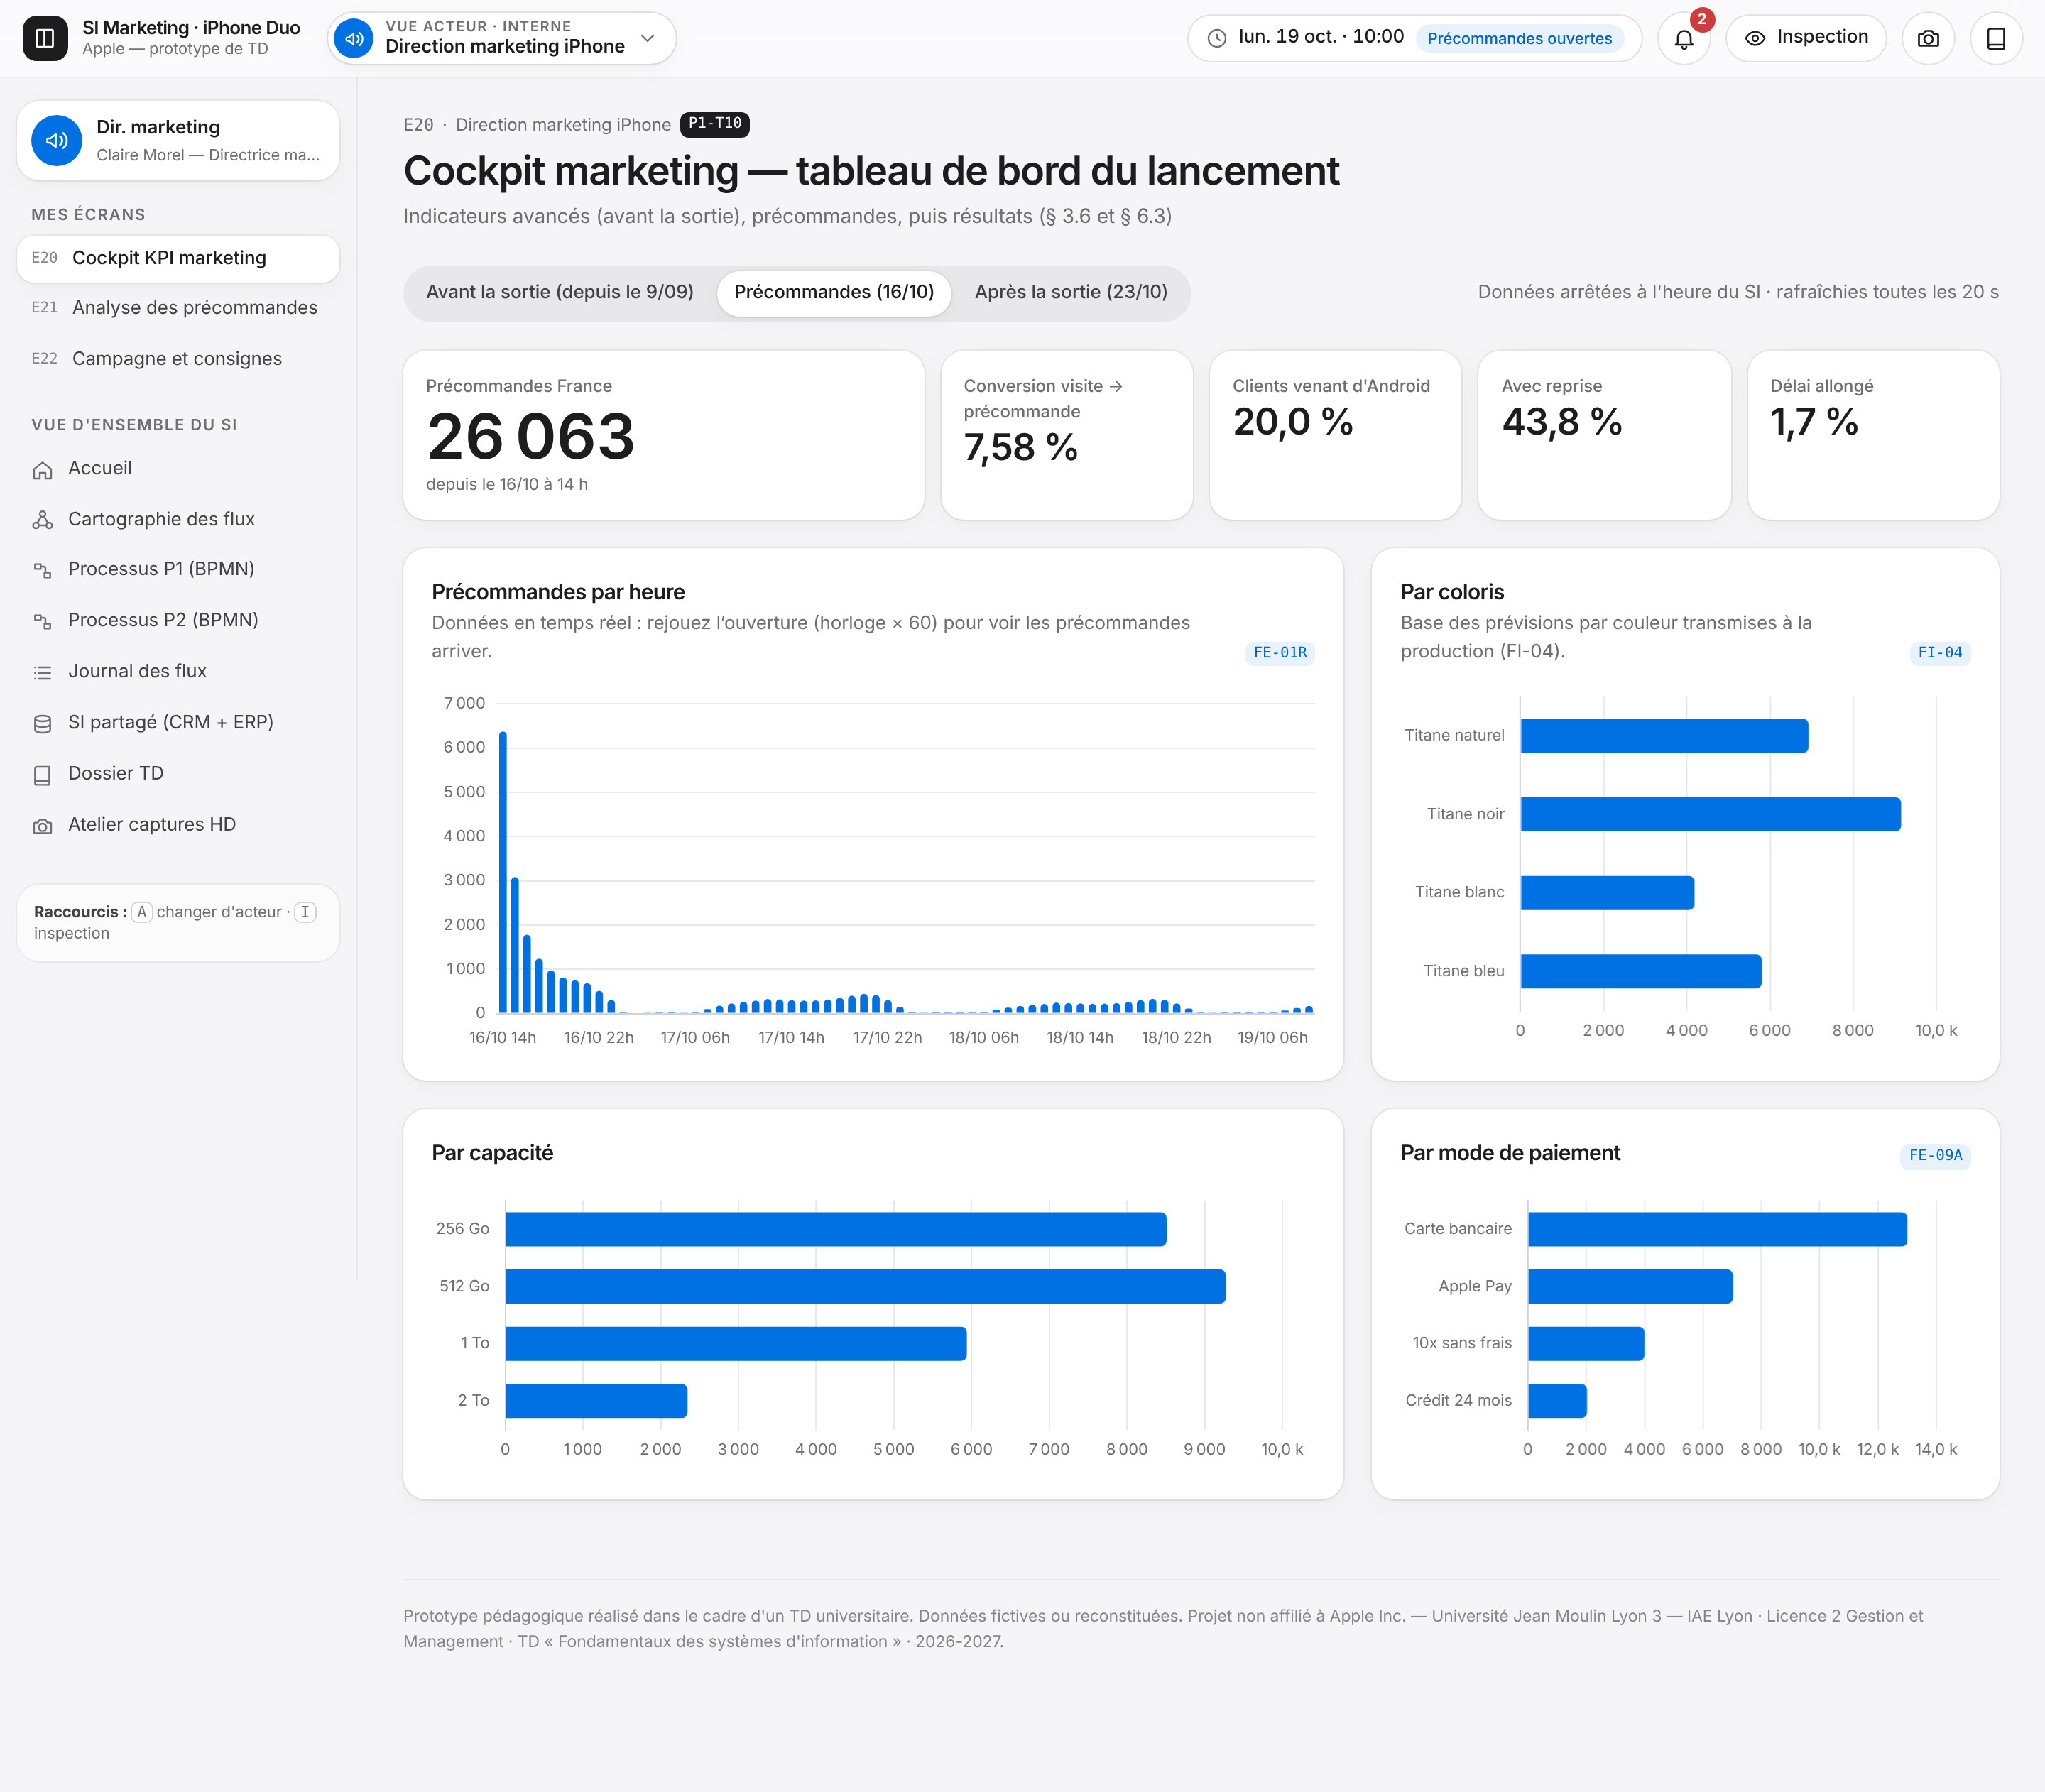 SI Marketing · iPhone Duo
Apple — prototype de TD
VUE ACTEUR · INTERNE
Direction marketing iPhone
lun. 19 oct. · 10:00
Précommandes ouvertes
2
Inspection
Dir. marketing
Claire Morel — Directrice ma...
MES ÉCRANS
E20 Cockpit KPI marketing
E21 Analyse des précommandes
E22 Campagne et consignes
VUE D'ENSEMBLE DU SI
Accueil
Cartographie des flux
Processus P1 (BPMN)
Processus P2 (BPMN)
Journal des flux
SI partagé (CRM + ERP)
Dossier TD
Atelier captures HD
Raccourcis : A changer d'acteur · I
inspection
E20 · Direction marketing iPhone P1-T10
Cockpit marketing — tableau de bord du lancement
Indicateurs avancés (avant la sortie), précommandes, puis résultats (§ 3.6 et § 6.3)
Avant la sortie (depuis le 9/09)
Précommandes (16/10)
Après la sortie (23/10)
Données arrêtées à l'heure du SI · rafraîchies toutes les 20 s
Précommandes France
26 063
depuis le 16/10 à 14 h
Conversion visite →
précommande
7,58 %
Clients venant d'Android
20,0 %
Avec reprise
43,8 %
Délai allongé
1,7 %
Précommandes par heure
Données en temps réel : rejouez l’ouverture (horloge × 60) pour voir les précommandes
arriver.
FE-01R
7 000
6 000
5 000
4 000
3 000
2 000
1 000
0
16/10 14h 16/10 22h 17/10 06h 17/10 14h 17/10 22h 18/10 06h 18/10 14h 18/10 22h 19/10 06h
Par coloris
Base des prévisions par couleur transmises à la
production (FI-04).
FI-04
Titane naturel
Titane noir
Titane blanc
Titane bleu
0 2 000 4 000 6 000 8 000 10,0 k
Par capacité
256 Go
512 Go
1 To
2 To
0 1 000 2 000 3 000 4 000 5 000 6 000 7 000 8 000 9 000 10,0 k
Par mode de paiement
FE-09A
Carte bancaire
Apple Pay
10x sans frais
Crédit 24 mois
0 2 000 4 000 6 000 8 000 10,0 k 12,0 k 14,0 k
Prototype pédagogique réalisé dans le cadre d'un TD universitaire. Données fictives ou reconstituées. Projet non affilié à Apple Inc. — Université Jean Moulin Lyon 3 — IAE Lyon · Licence 2 Gestion et
Management · TD « Fondamentaux des systèmes d'information » · 2026-2027.